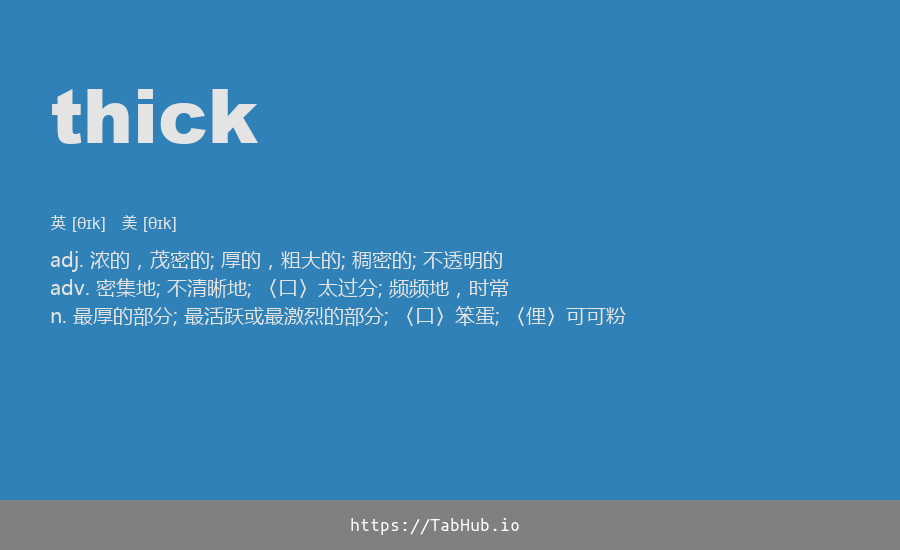 thick
英 [θɪk] 美 [θɪk]
adj. 浓的，茂密的; 厚的，粗大的; 稠密的; 不透明的
adv. 密集地; 不清晰地; 〈口〉太过分; 频频地，时常
n. 最厚的部分; 最活跃或最激烈的部分; 〈口〉笨蛋; 〈俚〉可可粉
https://TabHub.io